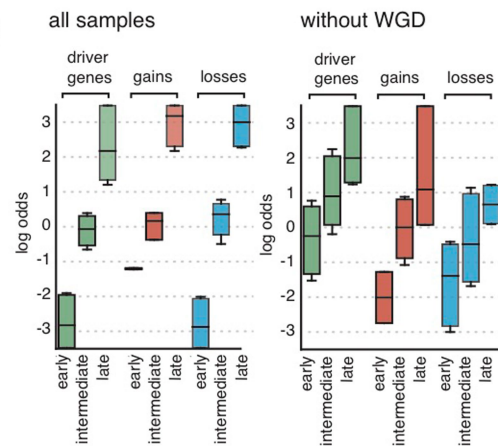 all samples
without WGD
driver
genes
gains
losses
driver
genes
gains
losses
log odds
3
2
1
0
-1
-2
-3
log odds
3
2
1
0
-1
-2
-3
early
intermediate
late
early
intermediate
late
early
intermediate
late
early
intermediate
late
early
intermediate
late
early
intermediate
late